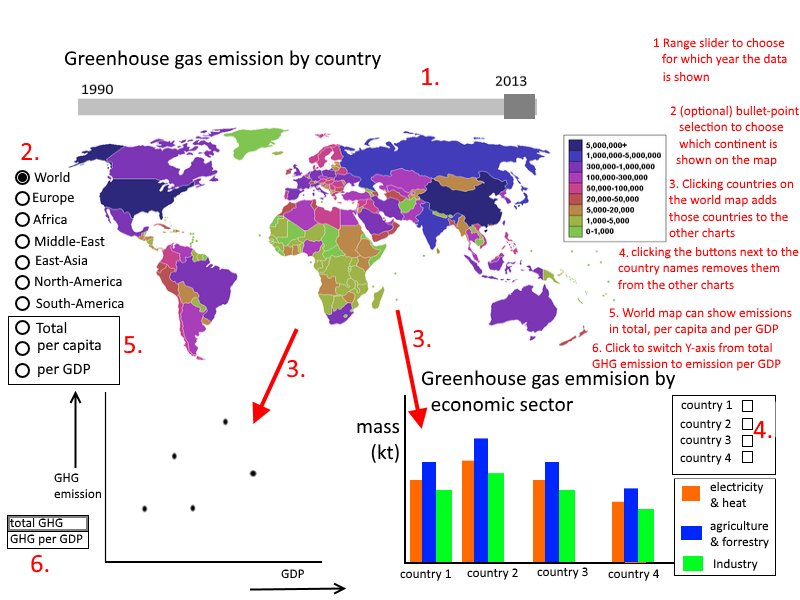 Greenhouse gas emission by country
1.
1990
2013
1 Range slider to choose
for which year the data
is shown
2 (optional) bullet-point
selection to choose
which continent is
shown on the map
3. Clicking countries on
the world map adds
those countries to the
other charts
4. clicking the buttons next to the
country names removes them
from the other charts
5. World map can show emissions
in total, per capita and per GDP
6. Click to switch Y-axis from total
GHG emission to emission per GDP
2.
World
Europe
Africa
Middle-East
East-Asia
North-America
South-America
Total
per capita
per GDP
5.
5,000,000+
1,000,000-5,000,000
300,000-1,000,000
100,000-300,000
50,000-100,000
20,000-50,000
5,000-20,000
1,000-5,000
0-1,000
3.
3.
GHG
emission
total GHG
GHG per GDP
6.
GDP
Greenhouse gas emmision by
economic sector
mass
(kt)
country 1
country 2
country 3
country 4
country 1
country 2
country 3
country 4
4.
electricity
& heat
agriculture
& forrestry
Industry